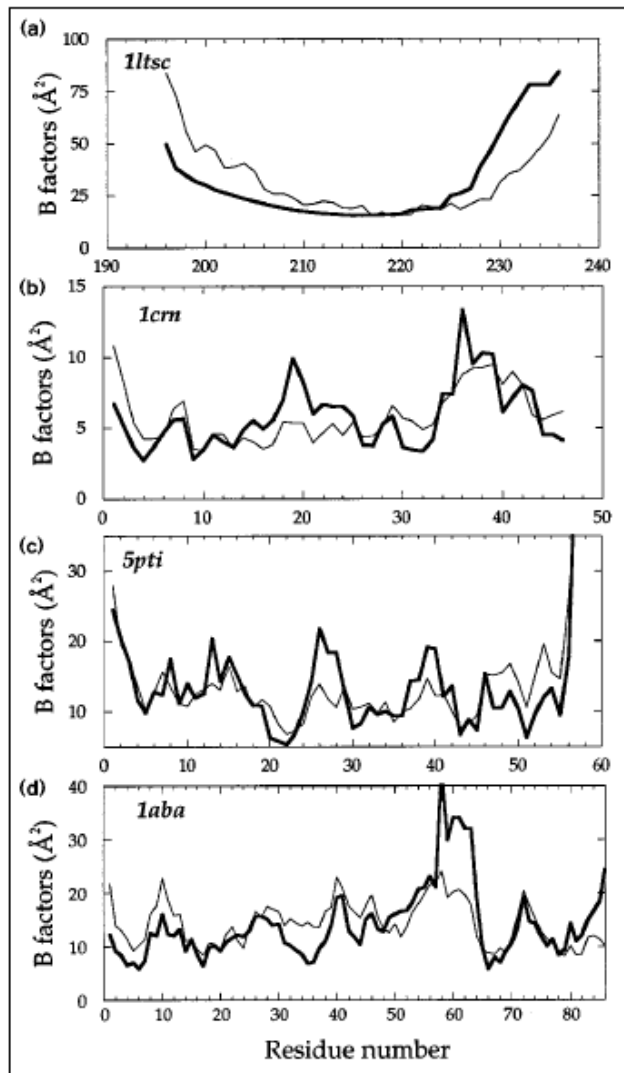 (a)
1ltsc
B factors (Å²)
100
75
50
25
0
190 200 210 220 230 240
(b)
1crn
B factors (Å²)
15
10
5
0
0 10 20 30 40 50
(c)
5pti
B factors (Å²)
30
20
10
0 10 20 30 40 50 60
(d)
1aba
B factors (Å²)
40
30
20
10
0
0 10 20 30 40 50 60 70 80
Residue number